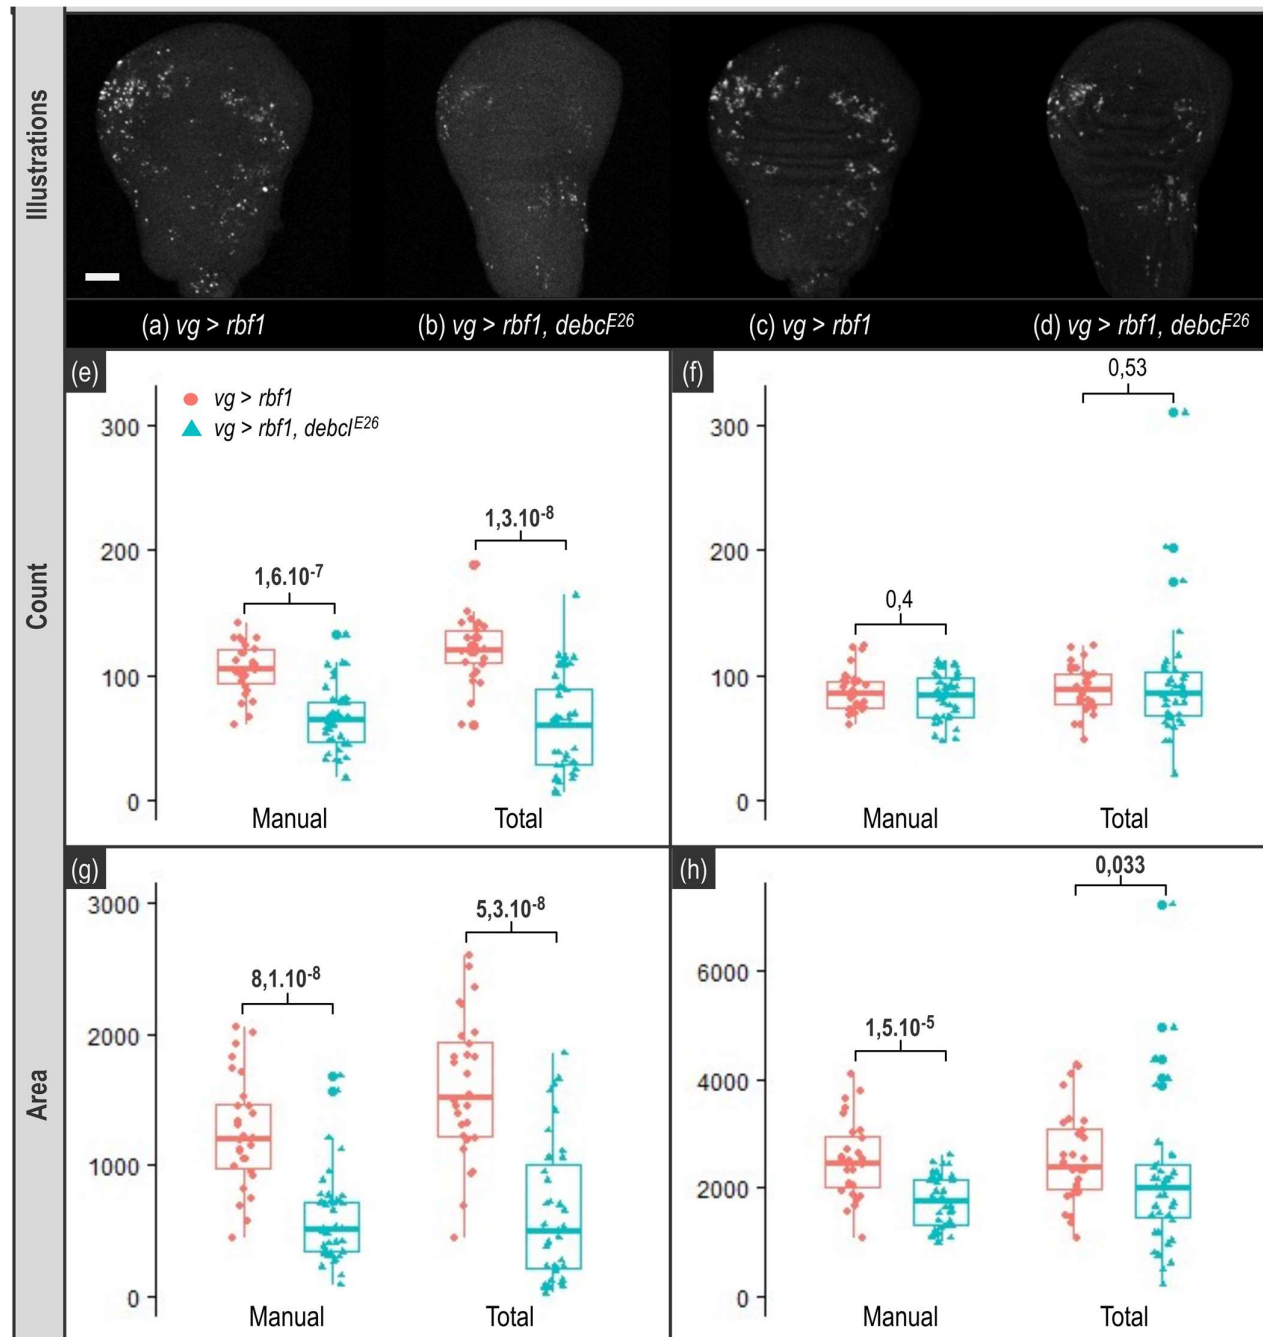 Illustrations
(a) vg > rbf1
(b) vg > rbf1, debclE26
(c) vg > rbf1
(d) vg > rbf1, debclE26
Count
(e)
vg > rbf1
vg > rbf1, debclE26
300
200
100
0
1,6.10-7
1,3.10-8
Manual
Total
(f)
300
200
100
0
0,4
0,53
Manual
Total
Area
(g)
3000
2000
1000
0
8,1.10-8
5,3.10-8
Manual
Total
(h)
6000
4000
2000
0
1,5.10-5
0,033
Manual
Total